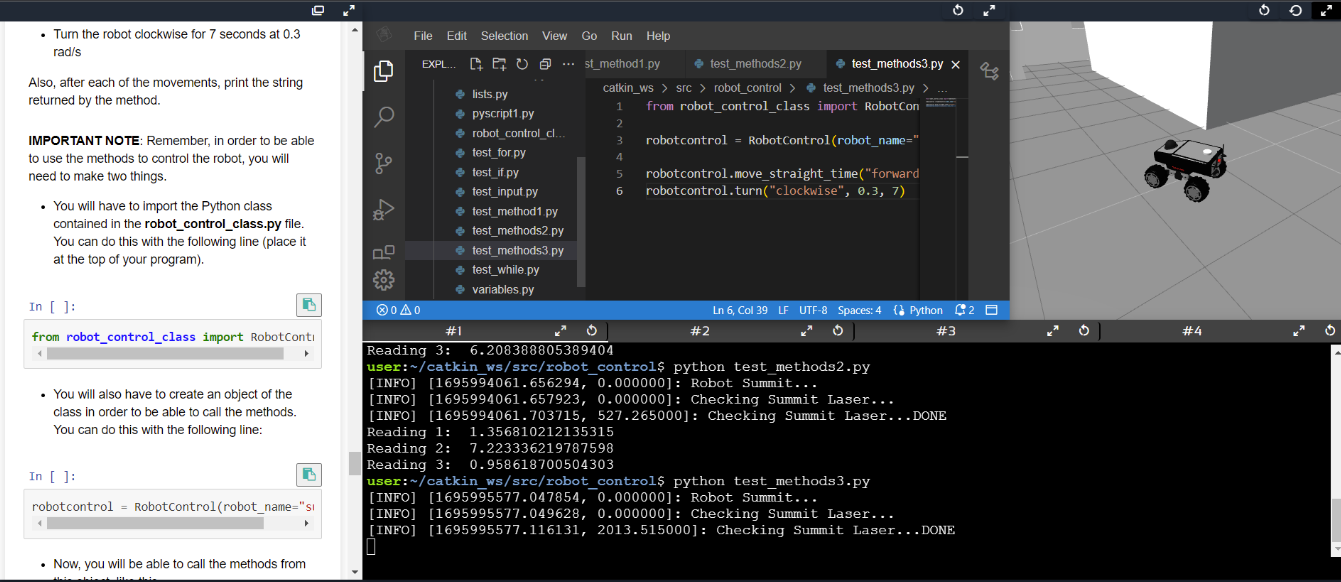 • Turn the robot clockwise for 7 seconds at 0.3
rad/s
Also, after each of the movements, print the string
returned by the method.
IMPORTANT NOTE: Remember, in order to be able
to use the methods to control the robot, you will
need to make two things.
• You will have to import the Python class
contained in the robot_control_class.py file.
You can do this with the following line (place it
at the top of your program).
In [ ]:
from robot_control_class import RobotContr
• You will also have to create an object of the
class in order to be able to call the methods.
You can do this with the following line:
In [ ]:
robotcontrol = RobotControl(robot_name="su
• Now, you will be able to call the methods from
this object, like this
File Edit Selection View Go Run Help
EXPL... ...
lists.py
pyscript1.py
robot_control_cl...
test_for.py
test_if.py
test_input.py
test_method1.py
test_methods2.py
test_methods3.py
test_while.py
variables.py
st_method1.py test_methods2.py test_methods3.py ×
catkin_ws > src > robot_control > test_methods3.py > ...
1 from robot_control_class import RobotCon
2
3 robotcontrol = RobotControl(robot_name="
4
5 robotcontrol.move_straight_time("forward
6 robotcontrol.turn("clockwise", 0.3, 7)
0 0 Ln 6, Col 39 LF UTF-8 Spaces: 4 Python 2
#1 #2 #3 #4
Reading 3:  6.208388805389404
user:~/catkin_ws/src/robot_control$ python test_methods2.py
[INFO] [1695994061.656294, 0.000000]: Robot Summit...
[INFO] [1695994061.657923, 0.000000]: Checking Summit Laser...
[INFO] [1695994061.703715, 527.265000]: Checking Summit Laser...DONE
Reading 1:  1.356810212135315
Reading 2:  7.223336219787598
Reading 3:  0.958618700504303
user:~/catkin_ws/src/robot_control$ python test_methods3.py
[INFO] [1695995577.047854, 0.000000]: Robot Summit...
[INFO] [1695995577.049628, 0.000000]: Checking Summit Laser...
[INFO] [1695995577.116131, 2013.515000]: Checking Summit Laser...DONE